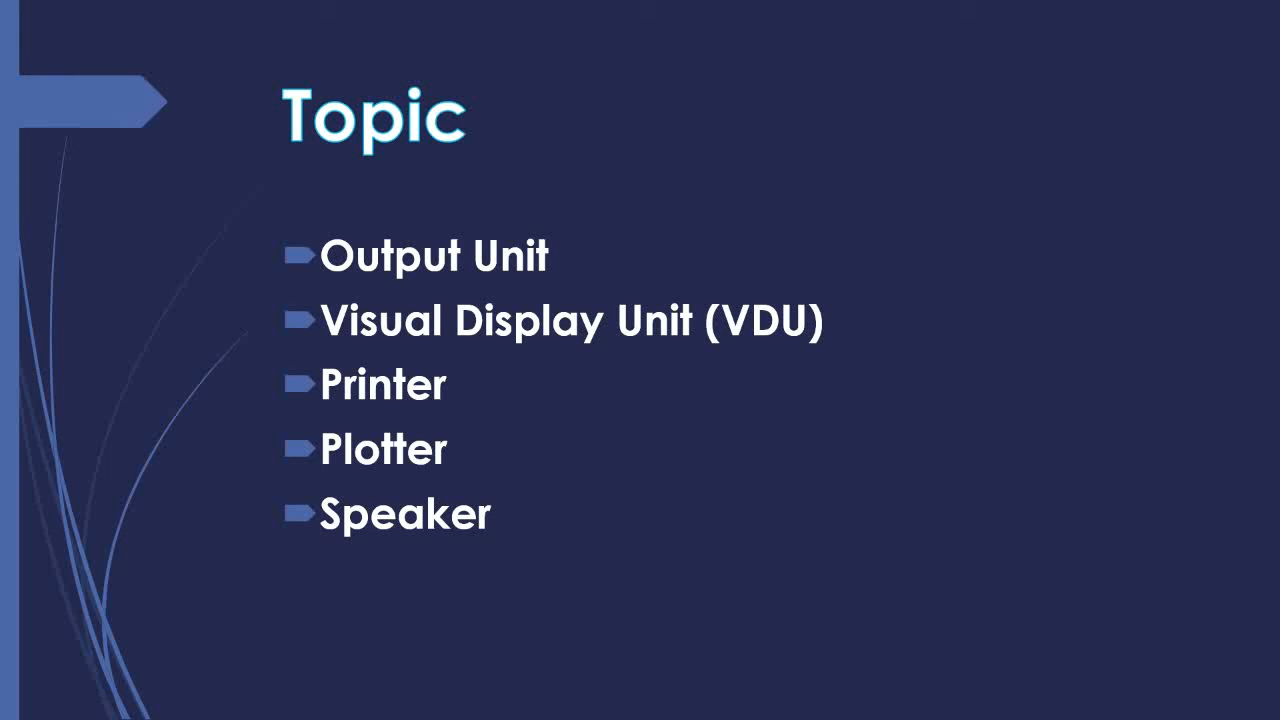 Topic
Output Unit
Visual Display Unit (VDU)
Printer
Plotter
Speaker